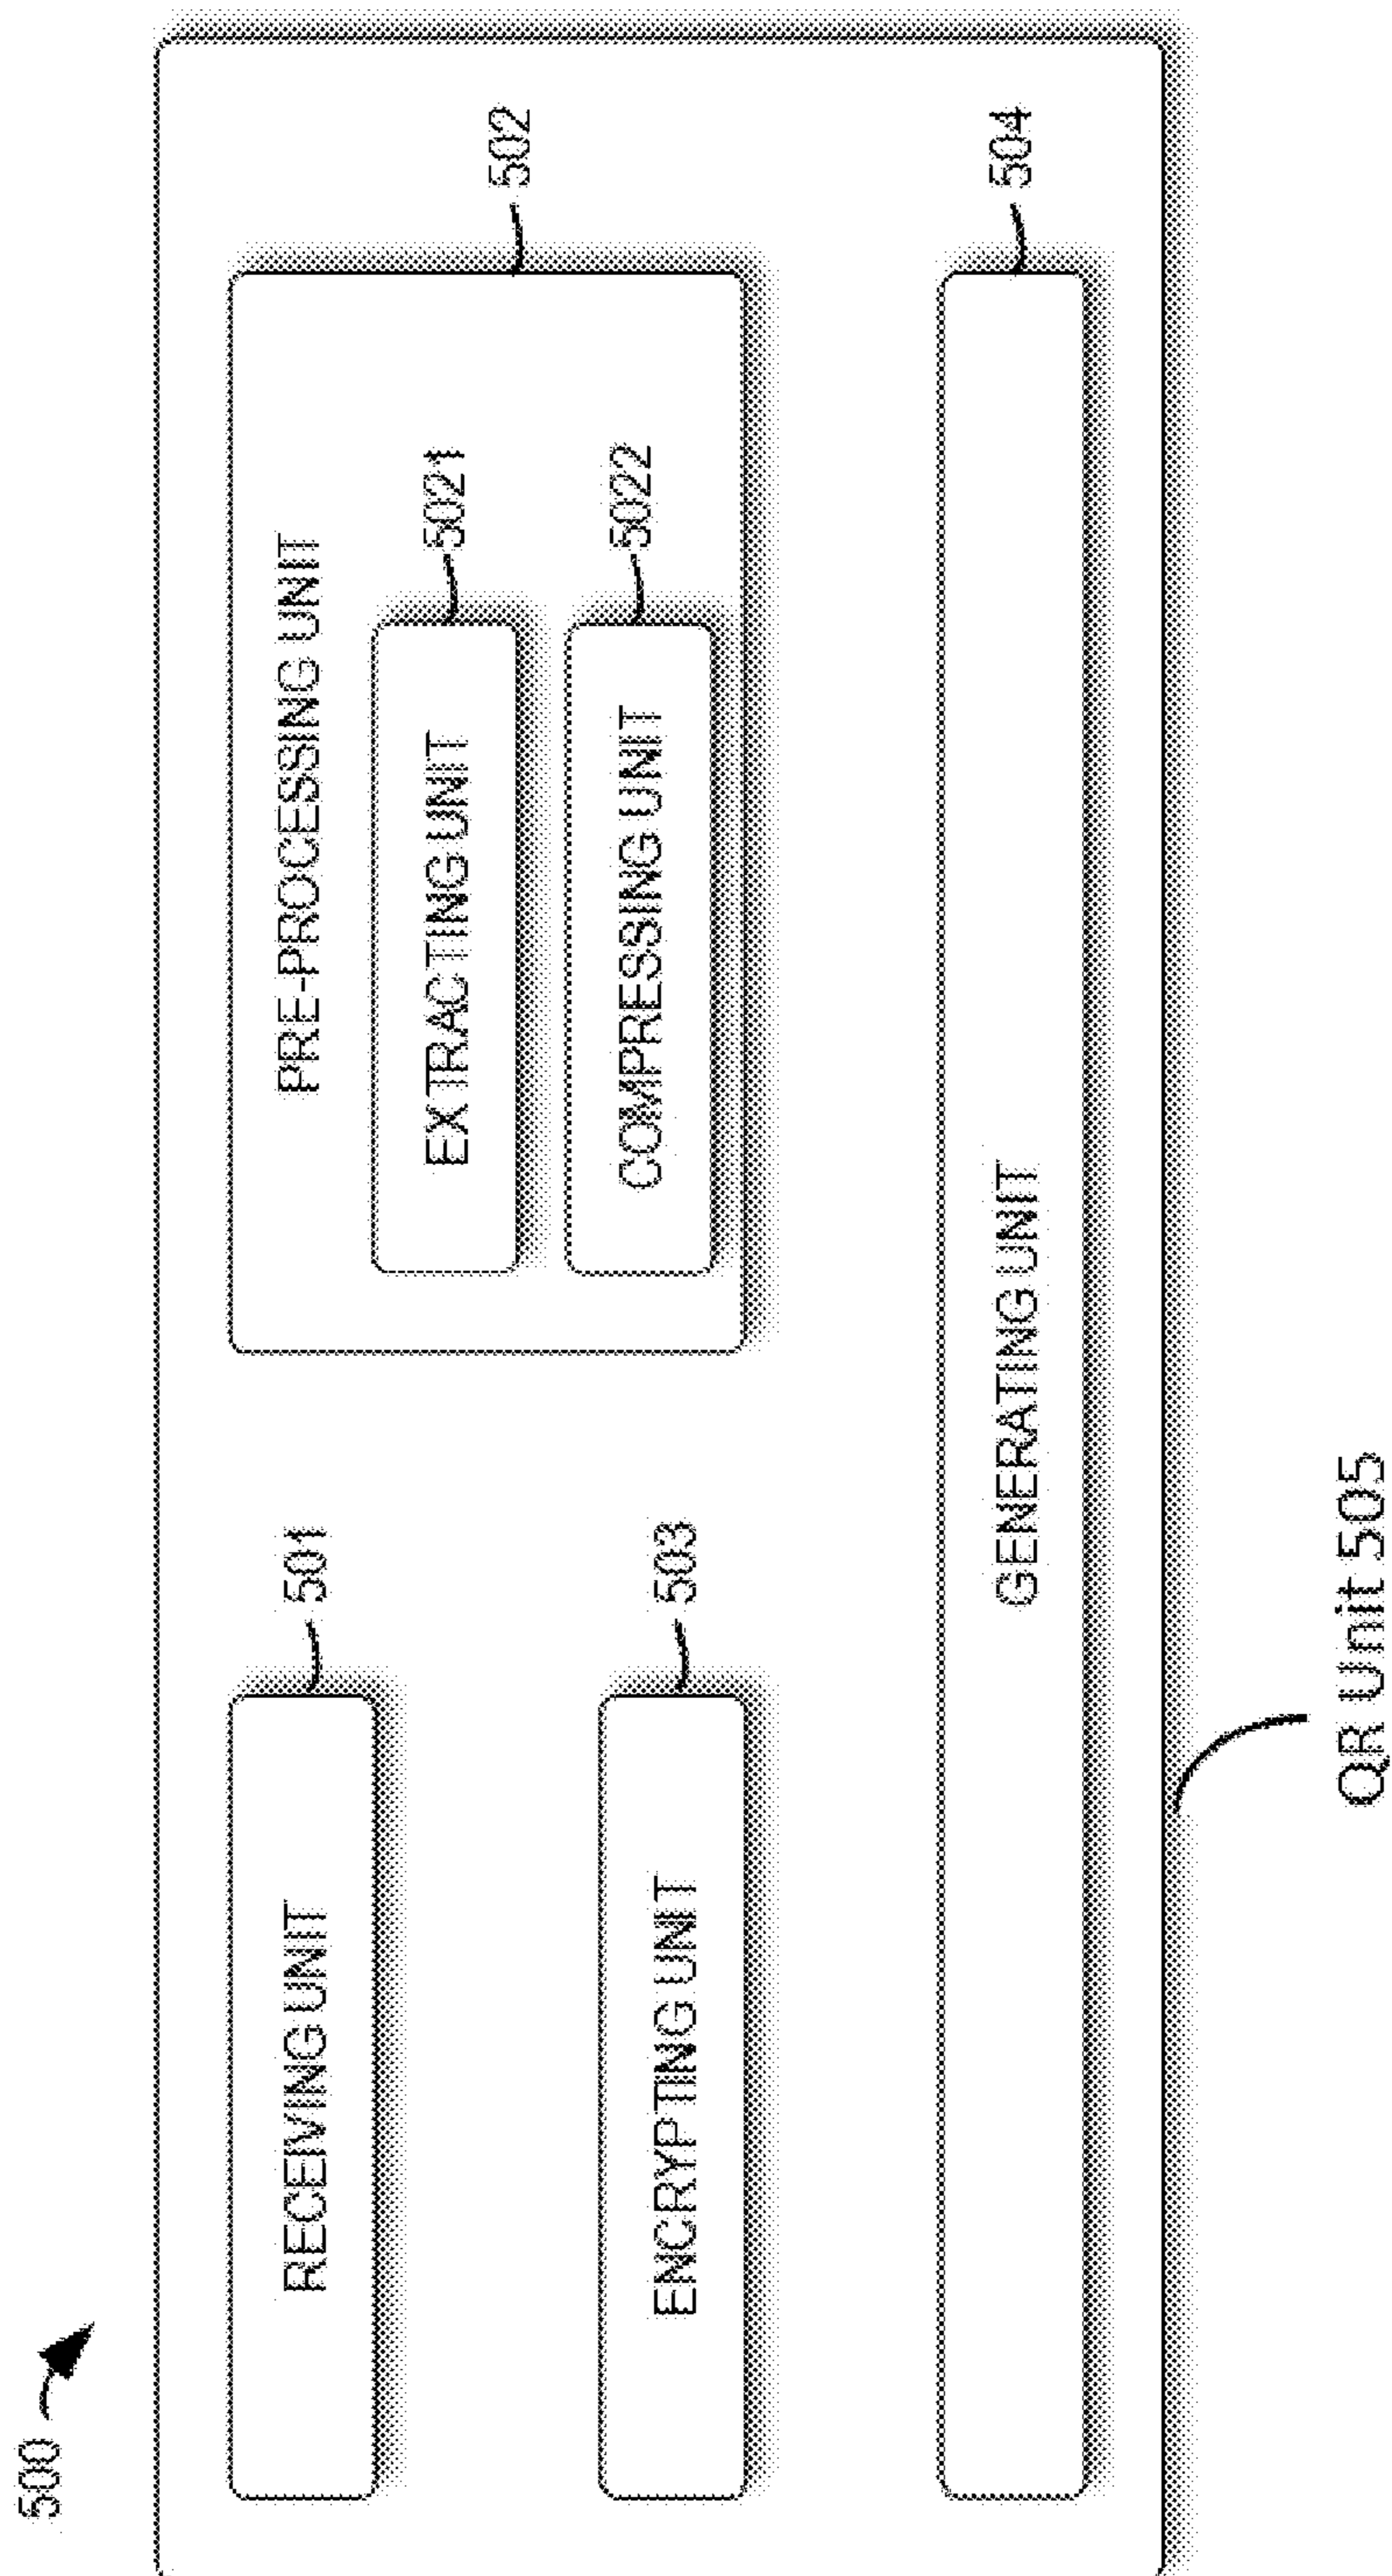 500
RECEIVING UNIT
501
PRE-PROCESSING UNIT
502
EXTRACTING UNIT
5021
COMPRESSING UNIT
5022
ENCRYPTING UNIT
503
GENERATING UNIT
504
QR Unit 505